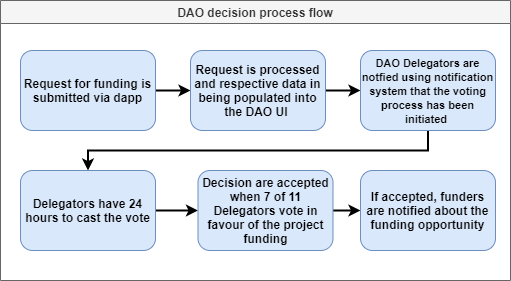 DAO decision process flow
Request for funding is
submitted via dapp
Request is processed
and respective data in
being populated into
the DAO UI
DAO Delegators are
notfied using notification
system that the voting
process has been
initiated
Delegators have 24
hours to cast the vote
Decision are accepted
when 7 of 11
Delegators vote in
favour of the project
funding
If accepted, funders
are notified about the
funding opportunity